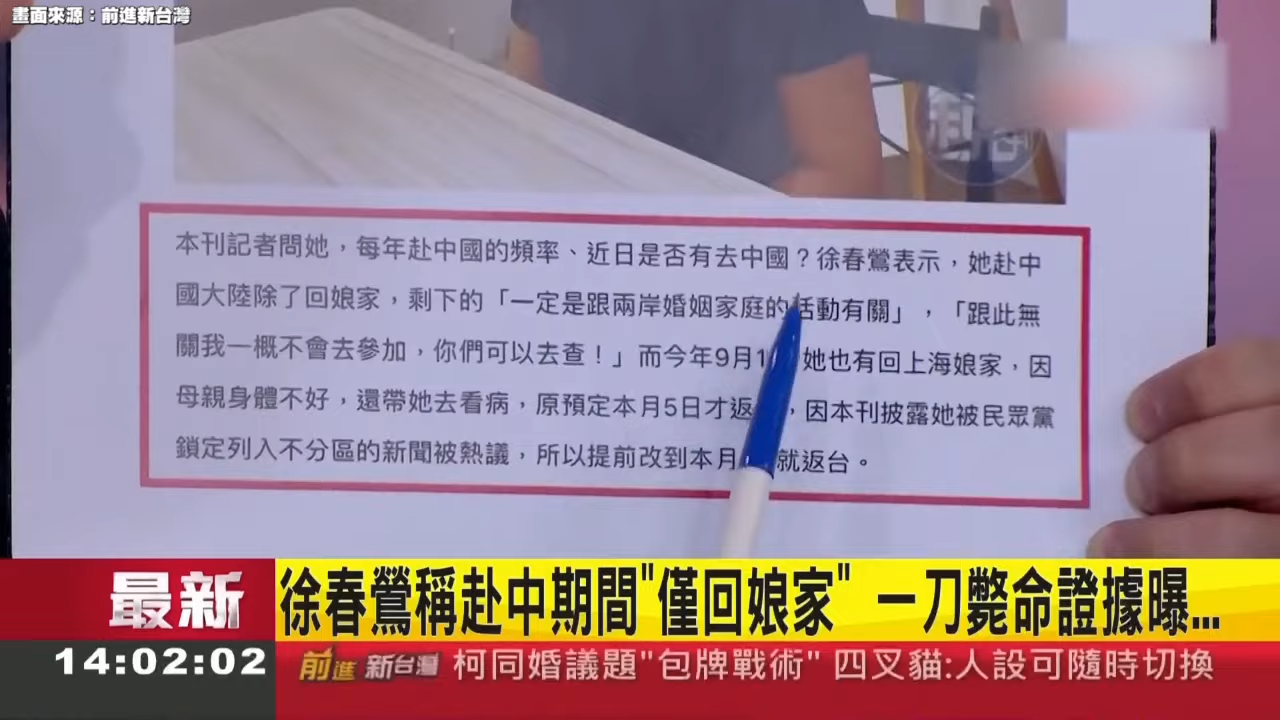 畫面來源：前進新台灣
本刊記者問她，每年赴中國的頻率、近日是否有去中國？徐春鶯表示，她赴中
國大陸除了回娘家，剩下的「一定是跟兩岸婚姻家庭的活動有關」，「跟此無
關我一概不會去參加，你們可以去查！」而今年9月1 她也有回上海娘家，因
母親身體不好，還帶她去看病，原預定本月5日才返 ，因本刊披露她被民眾黨
鎖定列入不分區的新聞被熱議，所以提前改到本月 就返台。
最新
徐春鶯稱赴中期間"僅回娘家" 一刀斃命證據曝...
14:02:02
前進新台灣 柯同婚議題"包牌戰術" 四叉貓:人設可隨時切換